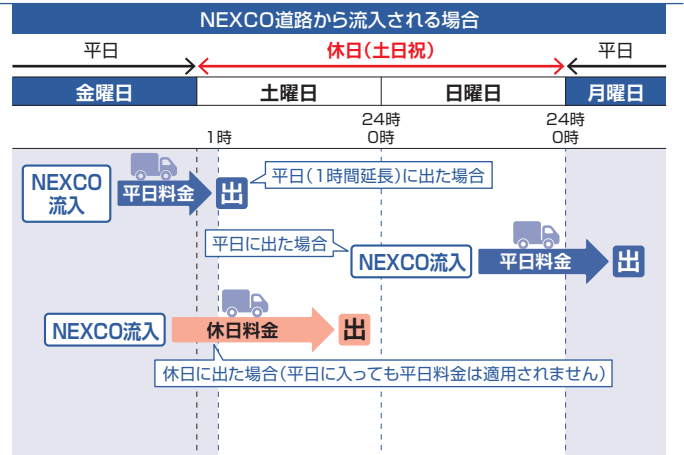 NEXCO道路から流入される場合
平日
休日(土日祝)
平日
金曜日
土曜日
日曜日
月曜日
1時
24時
0時
24時
0時
NEXCO
流入
平日料金
出
平日(1時間延長)に出た場合
平日に出た場合
NEXCO流入
平日料金
出
NEXCO流入
休日料金
出
休日に出た場合(平日に入っても平日料金は適用されません)